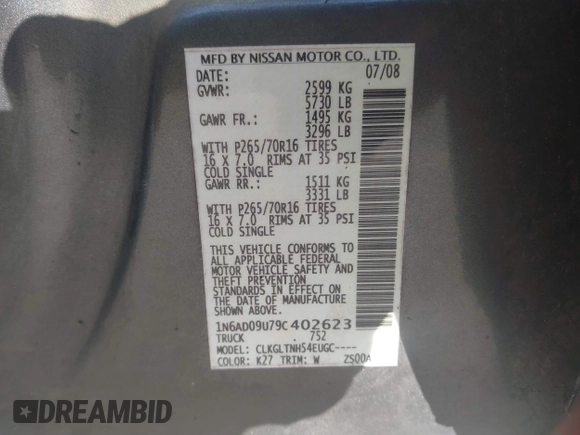 MFD BY NISSAN MOTOR CO., LTD.
DATE: 07/08
GVWR: 2599 KG
5730 LB
GAWR FR.: 1495 KG
3296 LB
WITH P265/70R16 TIRES
16 X 7.0 RIMS AT 35 PSI
COLD SINGLE
GAWR RR.: 1511 KG
3331 LB
WITH P265/70R16 TIRES
16 X 7.0 RIMS AT 35 PSI
COLD SINGLE
THIS VEHICLE CONFORMS TO
ALL APPLICABLE FEDERAL
MOTOR VEHICLE SAFETY AND
THEFT PREVENTION
STANDARDS IN EFFECT ON
THE DATE OF MANUFACTURE
SHOWN ABOVE.
1N6AD09U79C402623
TRUCK 752
MODEL: CLKGLTNH54EUGC----
COLOR: K27 TRIM: W ZS00A
DREAMBID